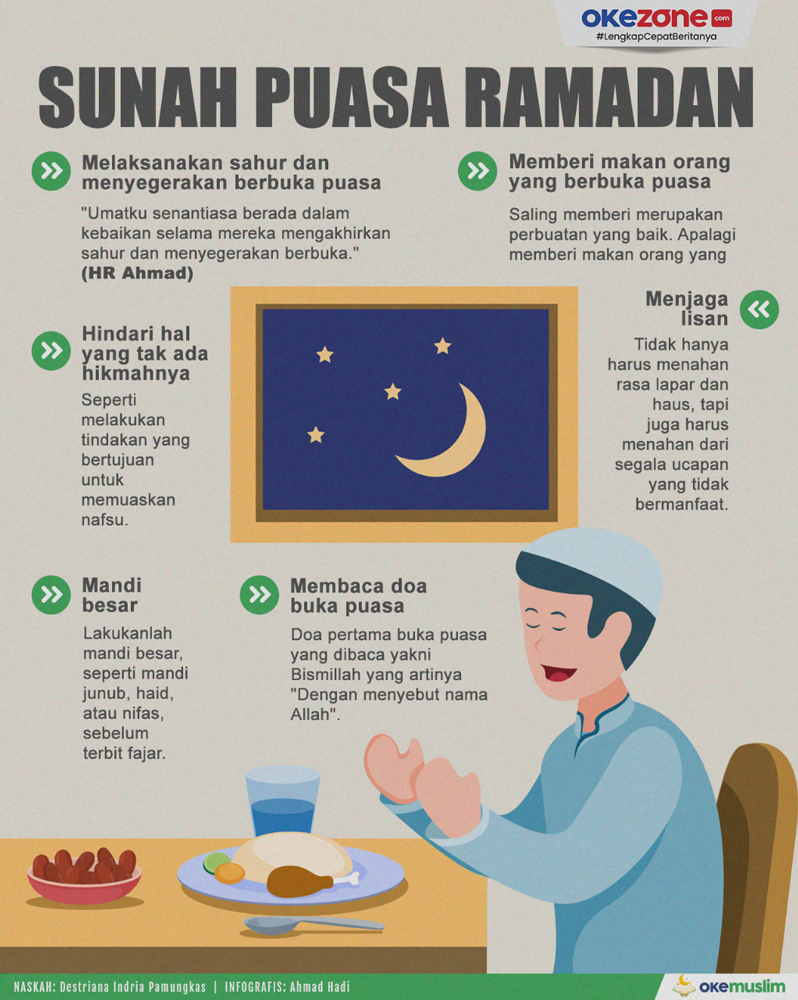 okezone.com
#LengkapCepatBeritanya
SUNAH PUASA RAMADAN
Melaksanakan sahur dan
menyegerakan berbuka puasa
"Umatku senantiasa berada dalam
kebaikan selama mereka mengakhirkan
sahur dan menyegerakan berbuka."
(HR Ahmad)
Memberi makan orang
yang berbuka puasa
Saling memberi merupakan
perbuatan yang baik. Apalagi
memberi makan orang yang
Hindari hal
yang tak ada
hikmahnya
Seperti
melakukan
tindakan yang
bertujuan
untuk
memuaskan
nafsu.
Menjaga
lisan
Tidak hanya
harus menahan
rasa lapar dan
haus, tapi
juga harus
menahan dari
segala ucapan
yang tidak
bermanfaat.
Mandi
besar
Lakukanlah
mandi besar,
seperti mandi
junub, haid,
atau nifas,
sebelum
terbit fajar.
Membaca doa
buka puasa
Doa pertama buka puasa
yang dibaca yakni
Bismillah yang artinya
"Dengan menyebut nama
Allah".
NASKAH: Destriana Indria Pamungkas | INFOGRAFIS: Ahmad Hadi
okemuslim